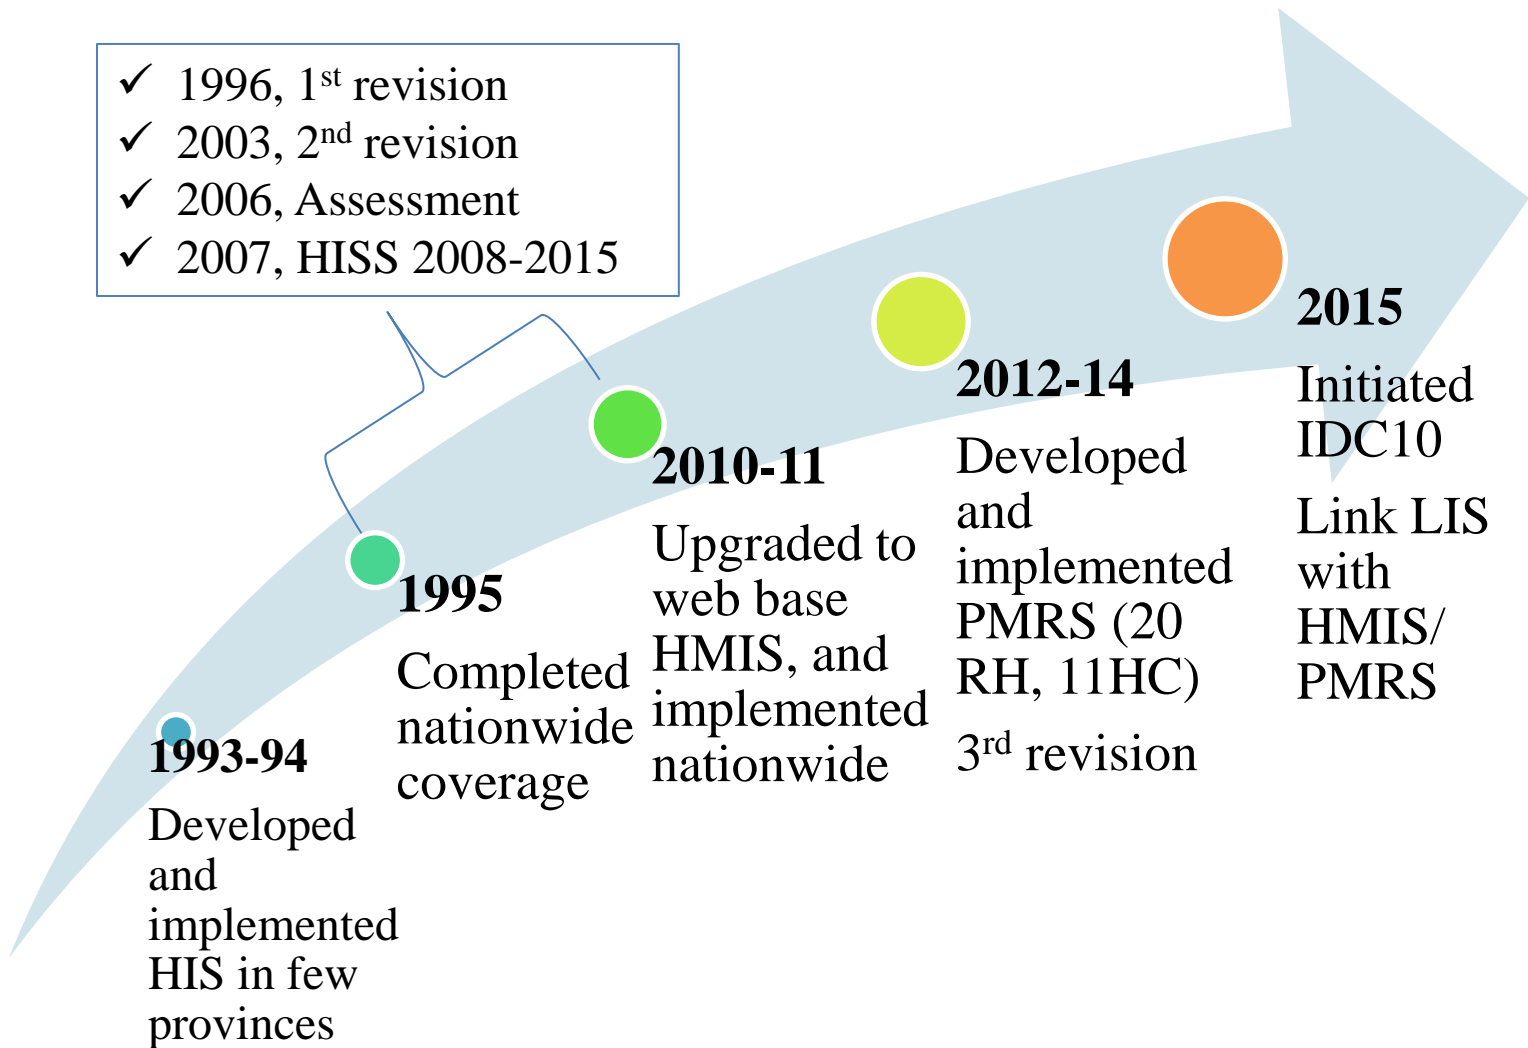 ✓ 1996, 1st revision
✓ 2003, 2nd revision
✓ 2006, Assessment
✓ 2007, HISS 2008-2015
1993-94
Developed
and
implemented
HIS in few
provinces
1995
Completed
nationwide
coverage
2010-11
Upgraded to
web base
HMIS, and
implemented
nationwide
2012-14
Developed
and
implemented
PMRS (20
RH, 11HC)
3rd revision
2015
Initiated
IDC10
Link LIS
with
HMIS/
PMRS